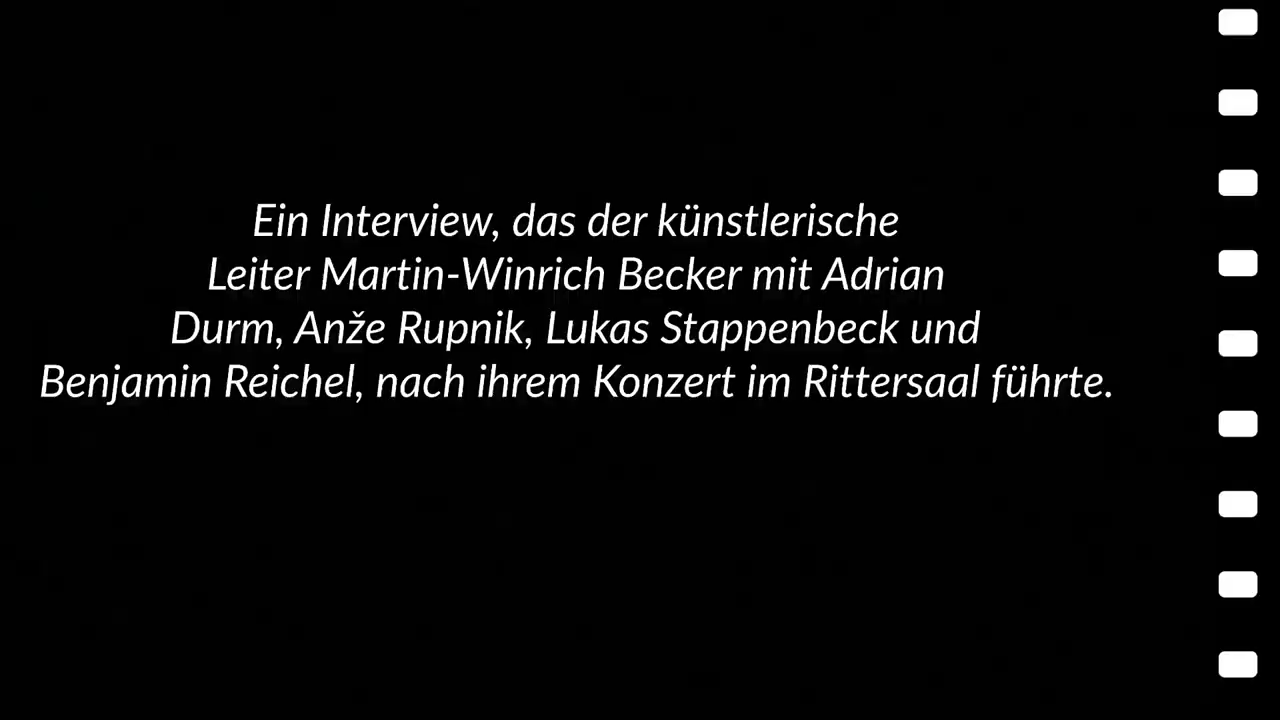 Ein Interview, das der künstlerische
Leiter Martin-Winrich Becker mit Adrian
Durm, Anže Rupnik, Lukas Stappenbeck und
Benjamin Reichel, nach ihrem Konzert im Rittersaal führte.